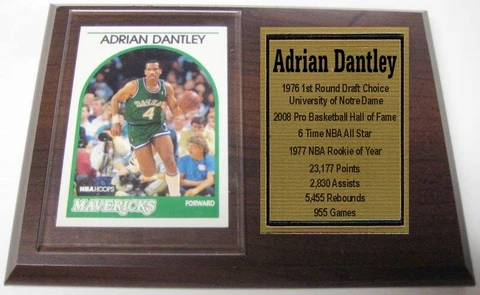 ADRIAN DANTLEY
DALLAS
4
NBA HOOPS
MAVERICKS
FORWARD
Adrian Dantley
1976 1st Round Draft Choice
University of Notre Dame
2008 Pro Basketball Hall of Fame
6 Time NBA All Star
1977 NBA Rookie of Year
23,177 Points
2,830 Assists
5,455 Rebounds
955 Games